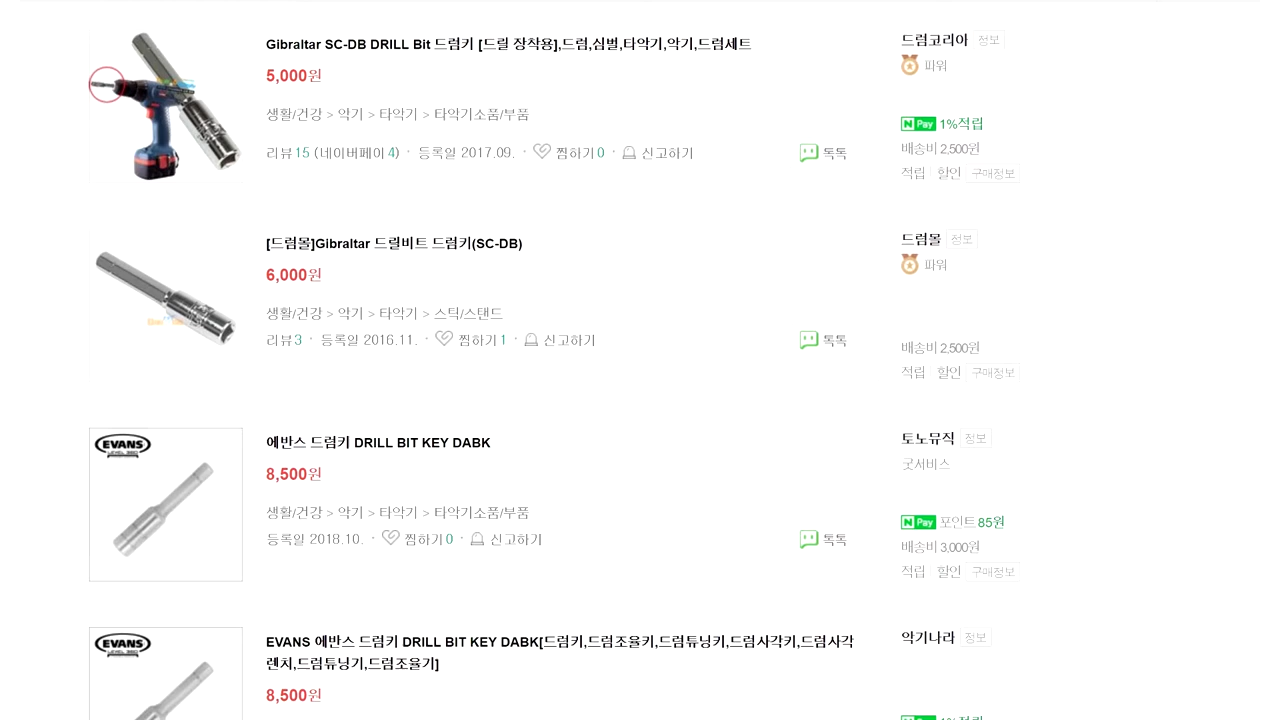 Gibraltar SC-DB DRILL Bit 드럼키 [드릴 장착용],드럼,심벌,타악기,악기,드럼세트
5,000원
생활/건강 > 악기 > 타악기 > 타악기소품/부품
리뷰 15 (네이버페이 4) · 등록일 2017.09. · 찜하기 0 · 신고하기
톡톡
드럼코리아 정보
파워
N Pay 1%적립
배송비 2,500원
적립 할인 구매정보
[드럼몰]Gibraltar 드릴비트 드럼키(SC-DB)
6,000원
생활/건강 > 악기 > 타악기 > 스틱/스탠드
리뷰 3 · 등록일 2016.11. · 찜하기 1 · 신고하기
톡톡
드럼몰 정보
파워
배송비 2,500원
적립 할인 구매정보
EVANS
LEVEL 360
에반스 드럼키 DRILL BIT KEY DABK
8,500원
생활/건강 > 악기 > 타악기 > 타악기소품/부품
등록일 2018.10. · 찜하기 0 · 신고하기
톡톡
토노뮤직 정보
굿서비스
N Pay 포인트 85원
배송비 3,000원
적립 할인 구매정보
EVANS
LEVEL 360
EVANS 에반스 드럼키 DRILL BIT KEY DABK[드럼키,드럼조율키,드럼튜닝키,드럼사각키,드럼사각
렌치,드럼튜닝기,드럼조율기]
8,500원
악기나라 정보
N Pay 1%적립